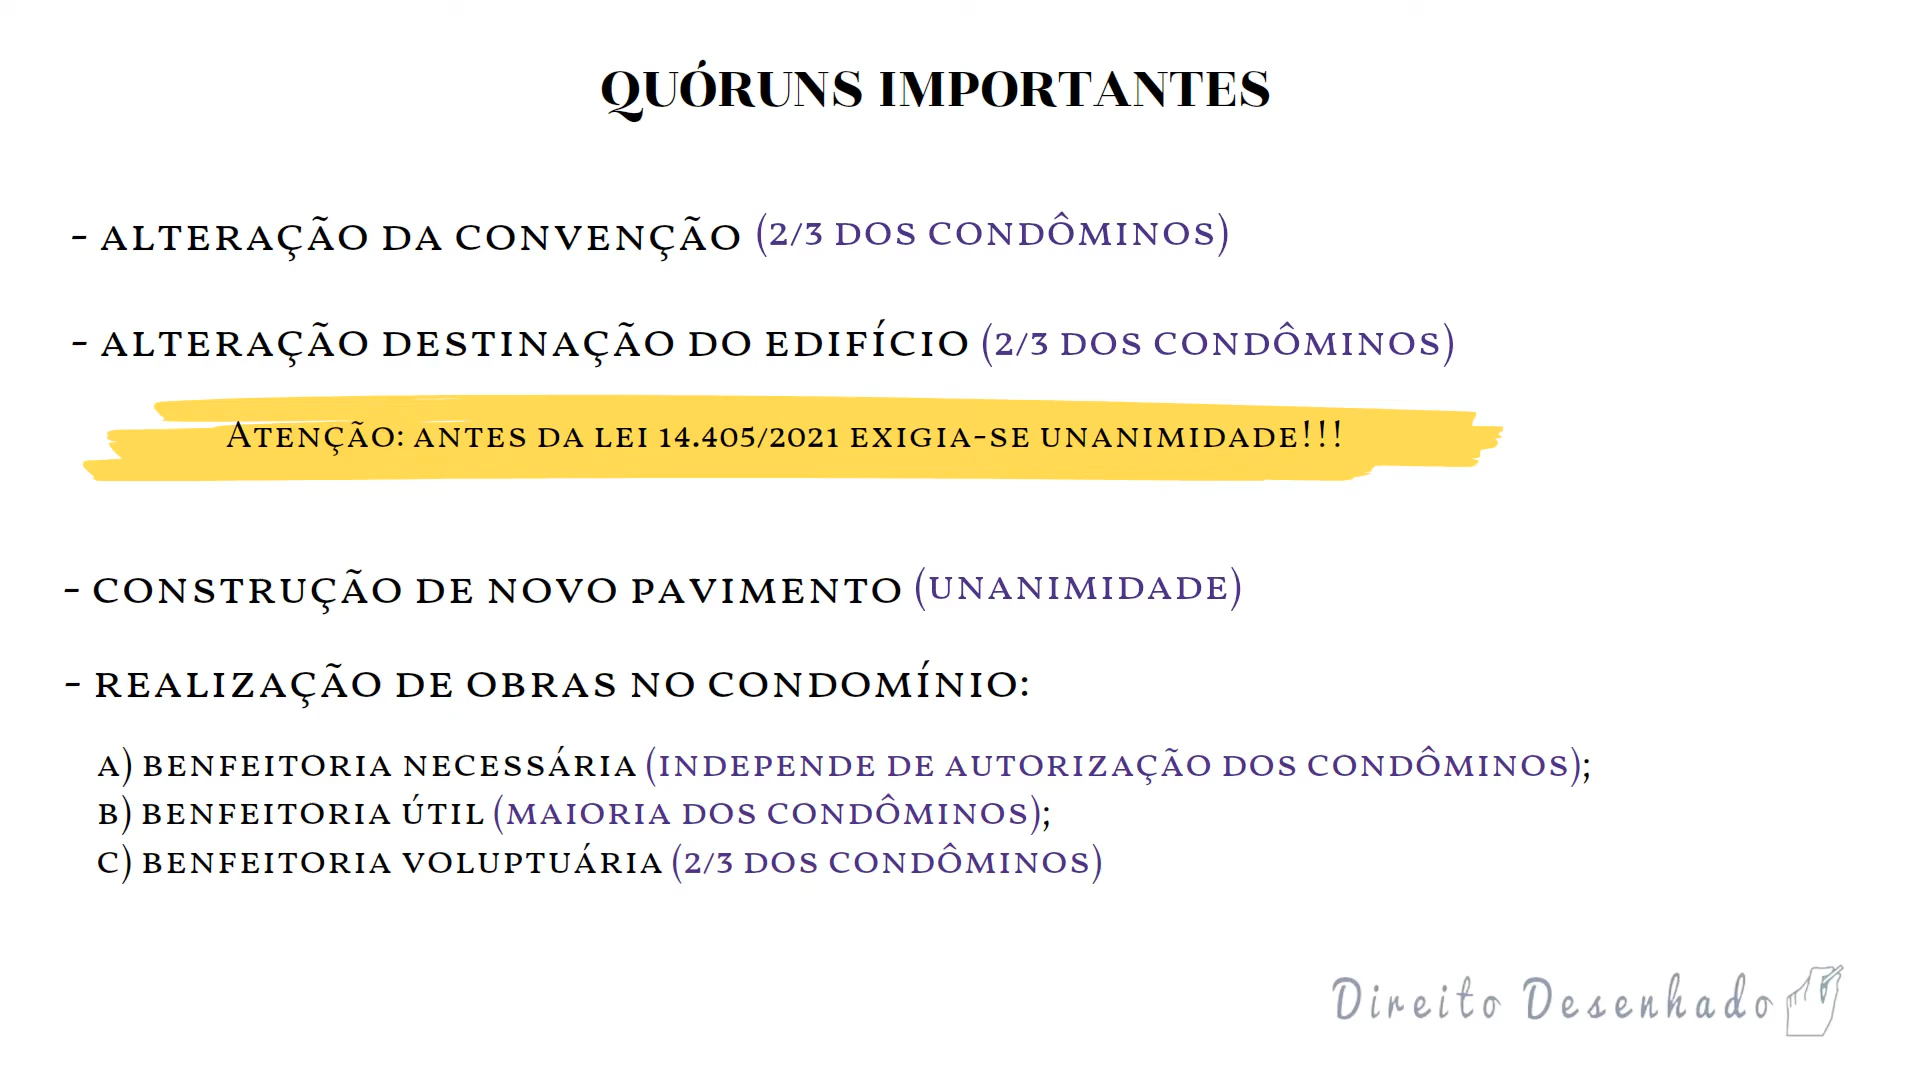 QUÓRUNS IMPORTANTES
- ALTERAÇÃO DA CONVENÇÃO (2/3 DOS CONDÔMINOS)
- ALTERAÇÃO DESTINAÇÃO DO EDIFÍCIO (2/3 DOS CONDÔMINOS)
ATENÇÃO: ANTES DA LEI 14.405/2021 EXIGIA-SE UNANIMIDADE!!!
- CONSTRUÇÃO DE NOVO PAVIMENTO (UNANIMIDADE)
- REALIZAÇÃO DE OBRAS NO CONDOMÍNIO:
A) BENFEITORIA NECESSÁRIA (INDEPENDE DE AUTORIZAÇÃO DOS CONDÔMINOS);
B) BENFEITORIA ÚTIL (MAIORIA DOS CONDÔMINOS);
C) BENFEITORIA VOLUPTUÁRIA (2/3 DOS CONDÔMINOS)
Direito Desenhado